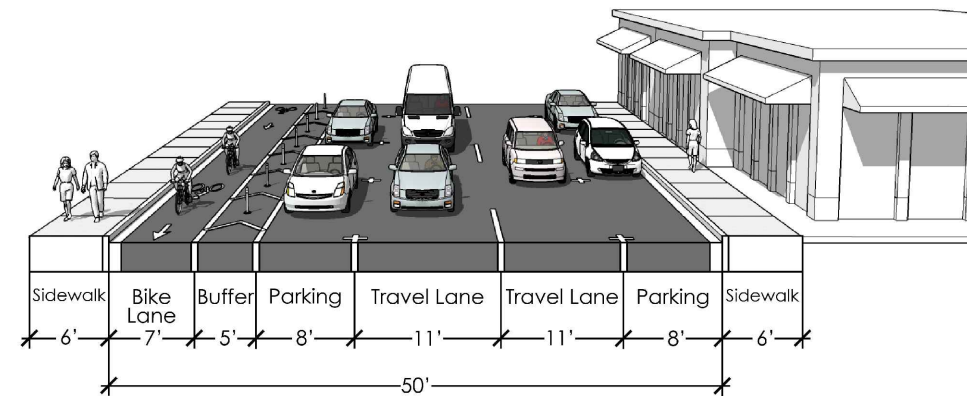 Sidewalk
Bike
Lane
Buffer
Parking
Travel Lane
Travel Lane
Parking
Sidewalk
6'
7'
5'
8'
11'
11'
8'
6'
50'